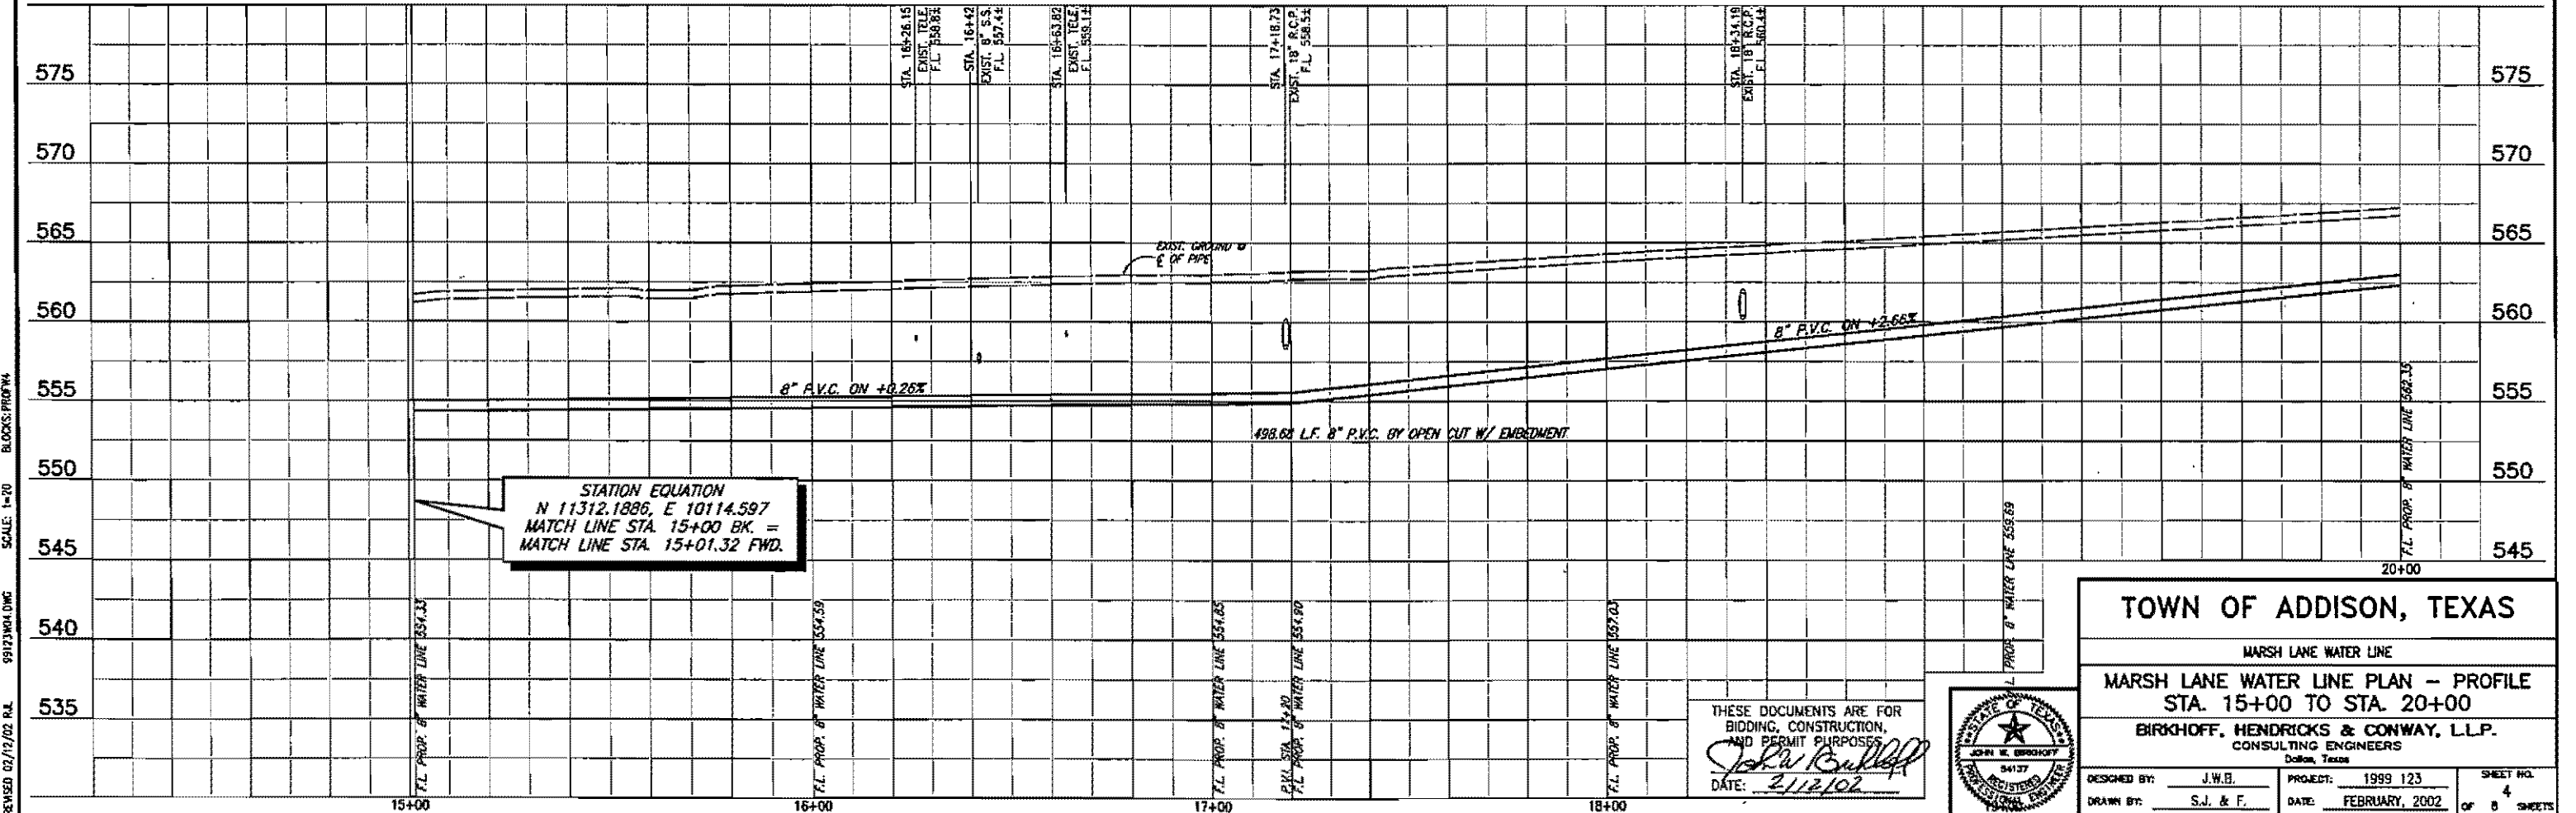 STA. 16+26.15
EXIST. TELE.
F.L. 558.8±
STA. 16+42
EXIST. 8" S.S.
F.L. 557.4±
STA. 16+63.82
EXIST. TELE.
F.L. 559.1±
STA. 17+18.73
EXIST. 18" R.C.P.
F.L. 558.5±
STA. 18+34.19
EXIST. 18" R.C.P.
F.L. 560.4±
575
575
570
570
565
565
EXIST. GROUND @
℄ OF PIPE
560
560
8" P.V.C. ON +2.66%
555
555
8" P.V.C. ON +0.26%
498.68 L.F. 8" P.V.C. BY OPEN CUT W/ EMBEDMENT
550
550
STATION EQUATION
N 11312.1886, E 10114.597
MATCH LINE STA. 15+00 BK. =
MATCH LINE STA. 15+01.32 FWD.
545
545
540
535
F.L. PROP. 8" WATER LINE 554.33
F.L. PROP. 8" WATER LINE 554.59
F.L. PROP. 8" WATER LINE 554.85
P.V.I. STA. 17+20
F.L. PROP. 8" WATER LINE 554.90
F.L. PROP. 8" WATER LINE 557.03
PROP. 8" WATER LINE 559.69
F.L. PROP. 8" WATER LINE 562.35
15+00
16+00
17+00
18+00
20+00
REVISED 02/12/02 RJL
99123W04.DWG
SCALE: 1=20
BLOCKS: PROFW4
THESE DOCUMENTS ARE FOR
BIDDING, CONSTRUCTION,
AND PERMIT PURPOSES
John W Birkhoff
DATE: 2/12/02
STATE OF TEXAS
JOHN W. BIRKHOFF
54137
REGISTERED
PROFESSIONAL ENGINEER
TOWN OF ADDISON, TEXAS
MARSH LANE WATER LINE
MARSH LANE WATER LINE PLAN – PROFILE
STA. 15+00 TO STA. 20+00
BIRKHOFF, HENDRICKS & CONWAY, L.L.P.
CONSULTING ENGINEERS
Dallas, Texas
DESIGNED BY: J.W.B.
PROJECT: 1999 123
SHEET NO.
4
DRAWN BY: S.J. & F.
DATE: FEBRUARY, 2002
OF 8 SHEETS